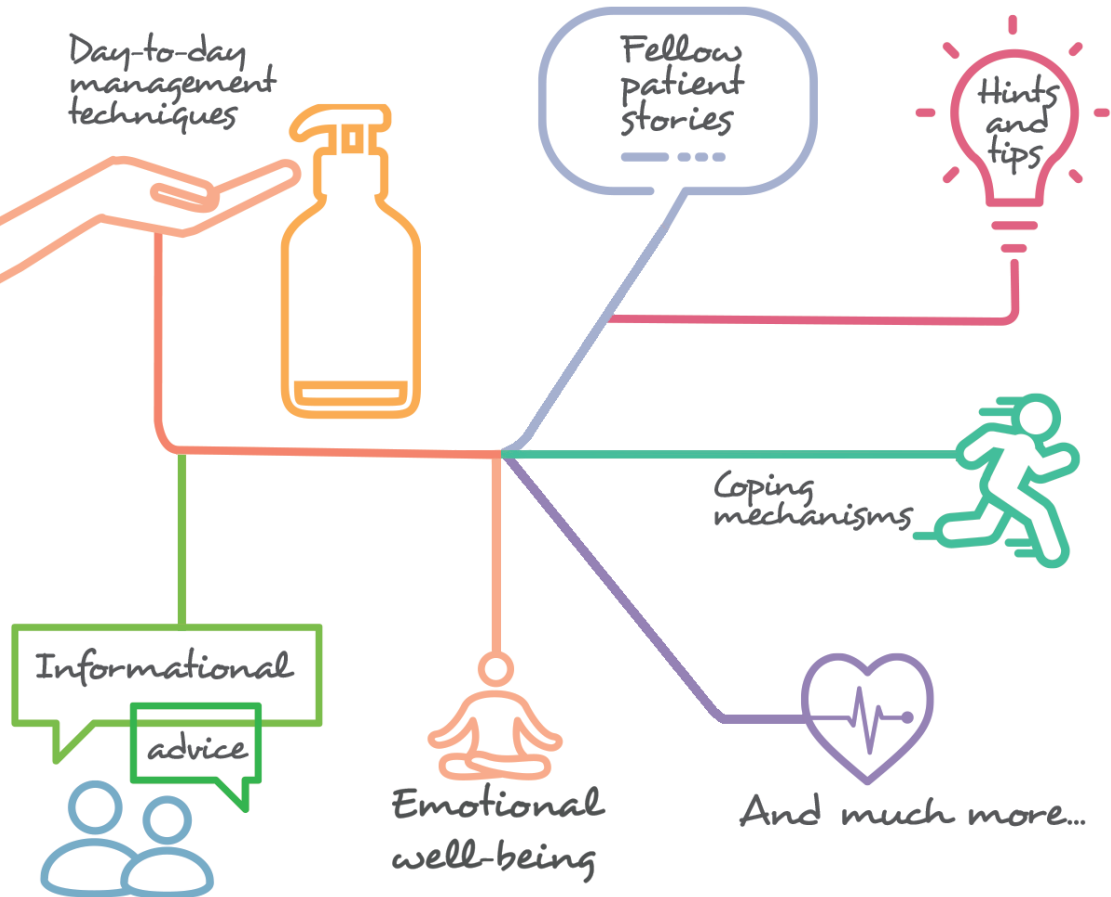 Day-to-day
management
techniques
Fellow
patient
stories
Hints
and
tips
Coping
mechanisms
Informational
advice
Emotional
well-being
And much more...